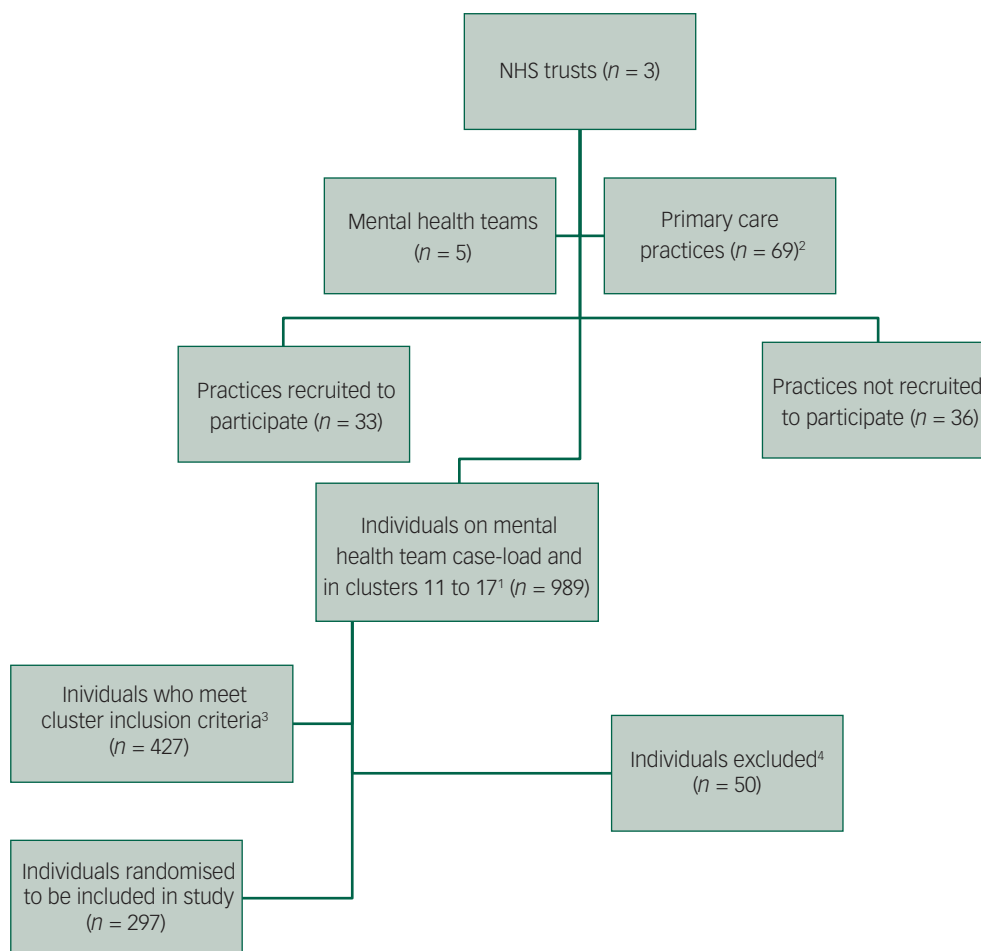 NHS trusts (n = 3)
Mental health teams
(n = 5)
Primary care
practices (n = 69)²
Practices recruited to
participate (n = 33)
Practices not recruited
to participate (n = 36)
Individuals on mental
health team case-load and
in clusters 11 to 17¹ (n = 989)
Inividuals who meet
cluster inclusion criteria³
(n = 427)
Individuals excluded⁴
(n = 50)
Individuals randomised
to be included in study
(n = 297)